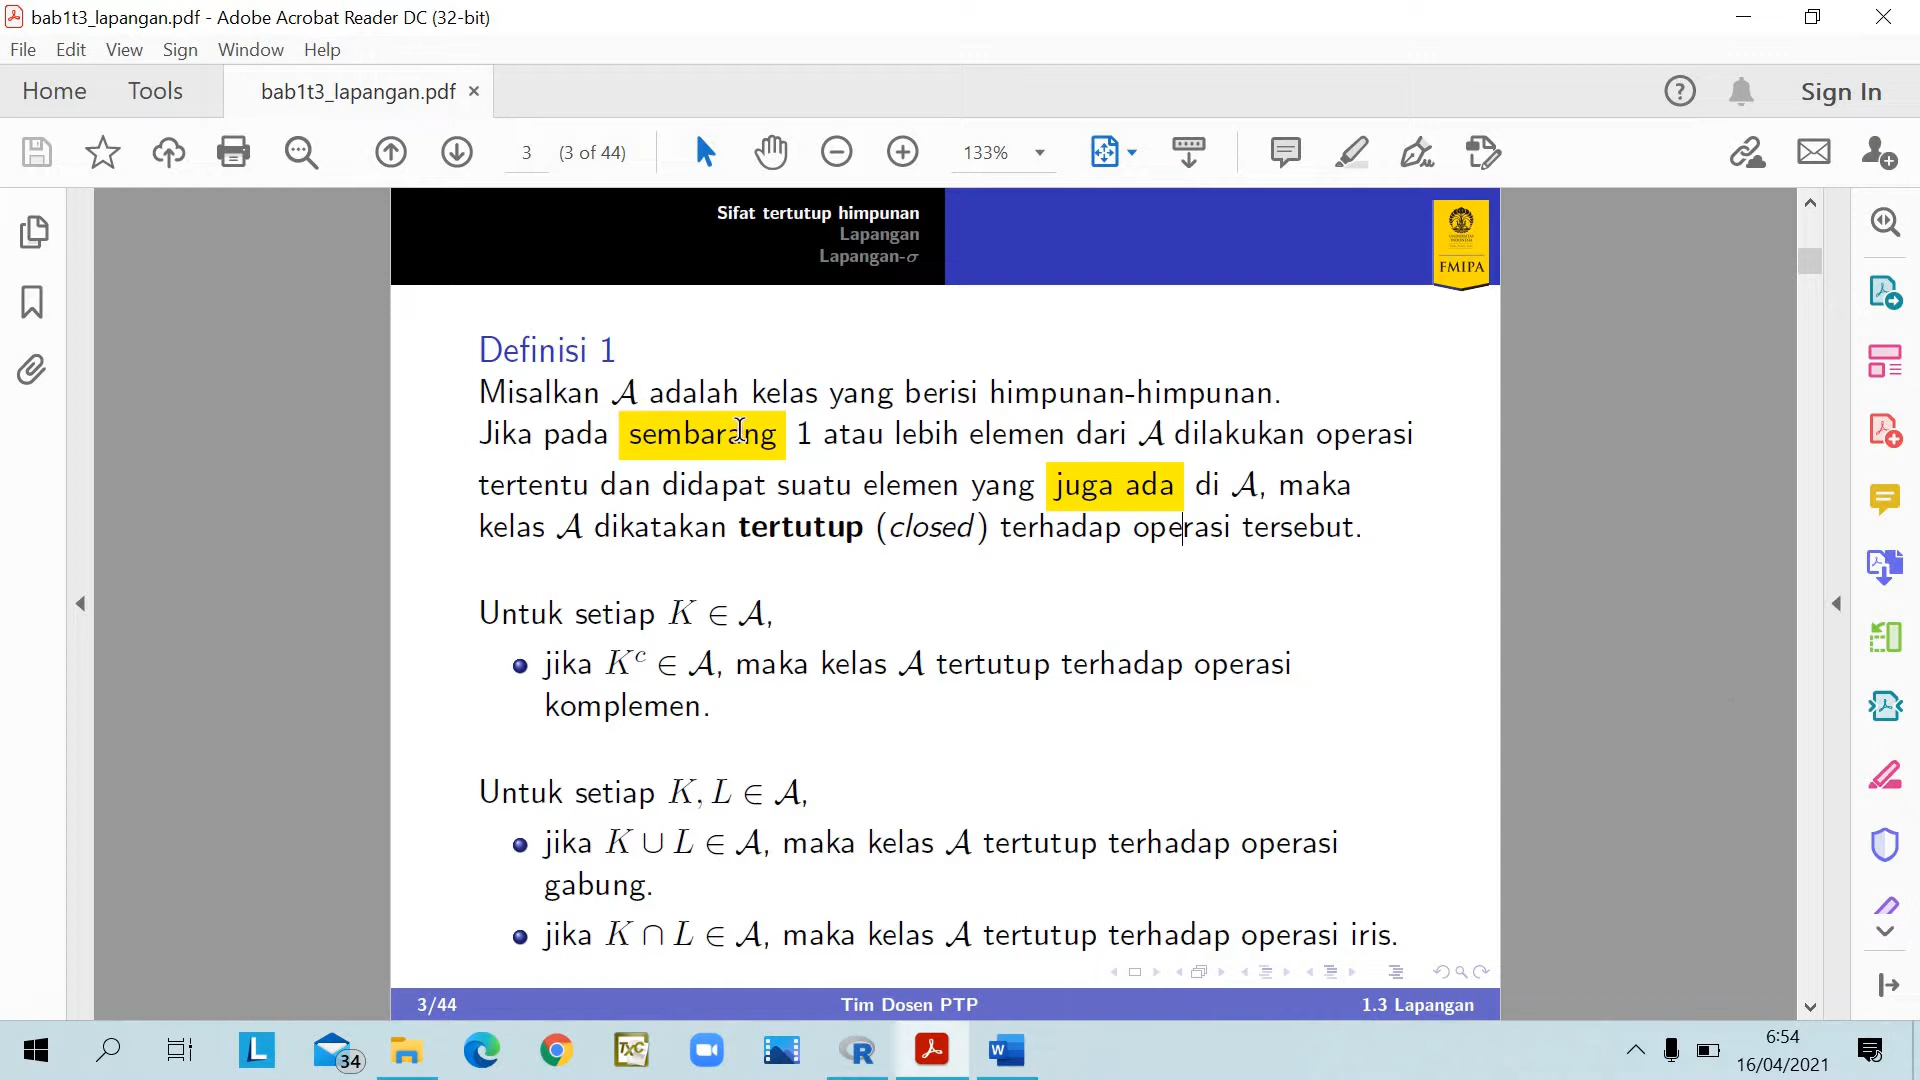 bab1t3_lapangan.pdf - Adobe Acrobat Reader DC (32-bit)
File Edit View Sign Window Help
Home Tools bab1t3_lapangan.pdf × Sign In
3 (3 of 44) 133%
Sifat tertutup himpunan
Lapangan
Lapangan-σ
UNIVERSITAS INDONESIA
FMIPA
Definisi 1
Misalkan 𝒜 adalah kelas yang berisi himpunan-himpunan.
Jika pada sembarang 1 atau lebih elemen dari 𝒜 dilakukan operasi
tertentu dan didapat suatu elemen yang juga ada di 𝒜, maka
kelas 𝒜 dikatakan tertutup (closed) terhadap operasi tersebut.
Untuk setiap K ∈ 𝒜,
jika Kᶜ ∈ 𝒜, maka kelas 𝒜 tertutup terhadap operasi
komplemen.
Untuk setiap K, L ∈ 𝒜,
jika K ∪ L ∈ 𝒜, maka kelas 𝒜 tertutup terhadap operasi
gabung.
jika K ∩ L ∈ 𝒜, maka kelas 𝒜 tertutup terhadap operasi iris.
3/44 Tim Dosen PTP 1.3 Lapangan
L 34 TXC R W
6:54
16/04/2021